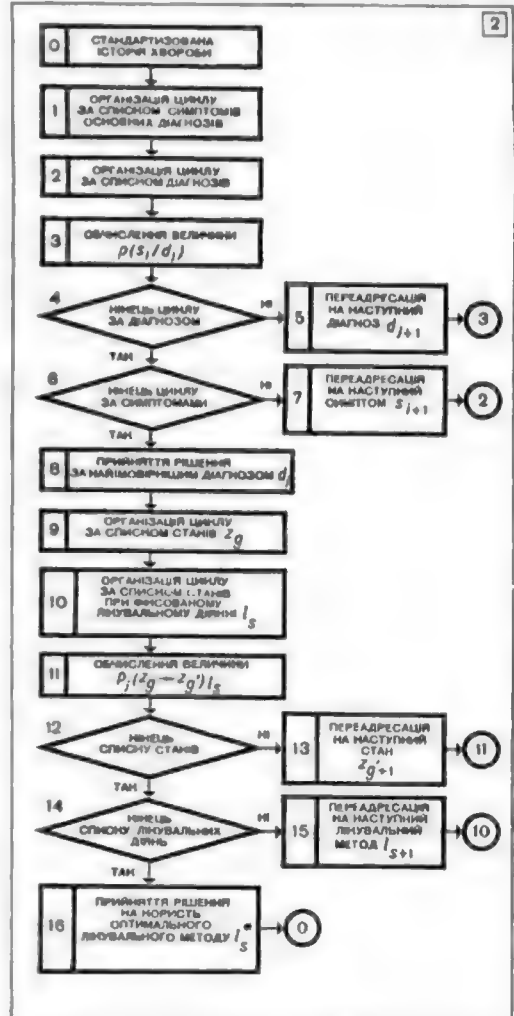 2
0 СТАНДАРТИЗОВАНА
ІСТОРІЯ ХВОРОБИ
1 ОРГАНІЗАЦІЯ ЦИКЛУ
ЗА СПИСКОМ СИМПТОМІВ
ОСНОВНИХ ДІАГНОЗІВ
2 ОРГАНІЗАЦІЯ ЦИКЛУ
ЗА СПИСКОМ ДІАГНОЗІВ
3 ОБЧИСЛЕННЯ ВЕЛИЧИНИ
p(s_i/d_j)
4 КІНЕЦЬ ЦИКЛУ
ЗА ДІАГНОЗОМ
НІ
5 ПЕРЕАДРЕСАЦІЯ
НА НАСТУПНИЙ
ДІАГНОЗ d_{j+1}
3
ТАК
6 КІНЕЦЬ ЦИКЛУ
ЗА СИМПТОМАМИ
НІ
7 ПЕРЕАДРЕСАЦІЯ
НА НАСТУПНИЙ
СИМПТОМ s_{i+1}
2
ТАК
8 ПРИЙНЯТТЯ РІШЕННЯ
ЗА НАЙІМОВІРНІШИМ ДІАГНОЗОМ d_j
9 ОРГАНІЗАЦІЯ ЦИКЛУ
ЗА СПИСКОМ СТАНІВ z_g
10 ОРГАНІЗАЦІЯ ЦИКЛУ
ЗА СПИСКОМ СТАНІВ
ПРИ ФІКСОВАНОМУ
ЛІКУВАЛЬНОМУ ДІЯННІ l_s
11 ОБЧИСЛЕННЯ ВЕЛИЧИНИ
P_j(z_g—z_g')l_s
12 КІНЕЦЬ
СПИСКУ СТАНІВ
НІ
13 ПЕРЕАДРЕСАЦІЯ
НА НАСТУПНИЙ
СТАН
z_{g'+1}
11
ТАК
14 КІНЕЦЬ
СПИСКУ ЛІКУВАЛЬНИХ
ДІЯНЬ
НІ
15 ПЕРЕАДРЕСАЦІЯ
НА НАСТУПНИЙ
ЛІКУВАЛЬНИЙ
МЕТОД l_{s+1}
10
ТАК
16 ПРИЙНЯТТЯ РІШЕННЯ
НА КОРИСТЬ
ОПТИМАЛЬНОГО
ЛІКУВАЛЬНОГО МЕТОДУ l_s*
0